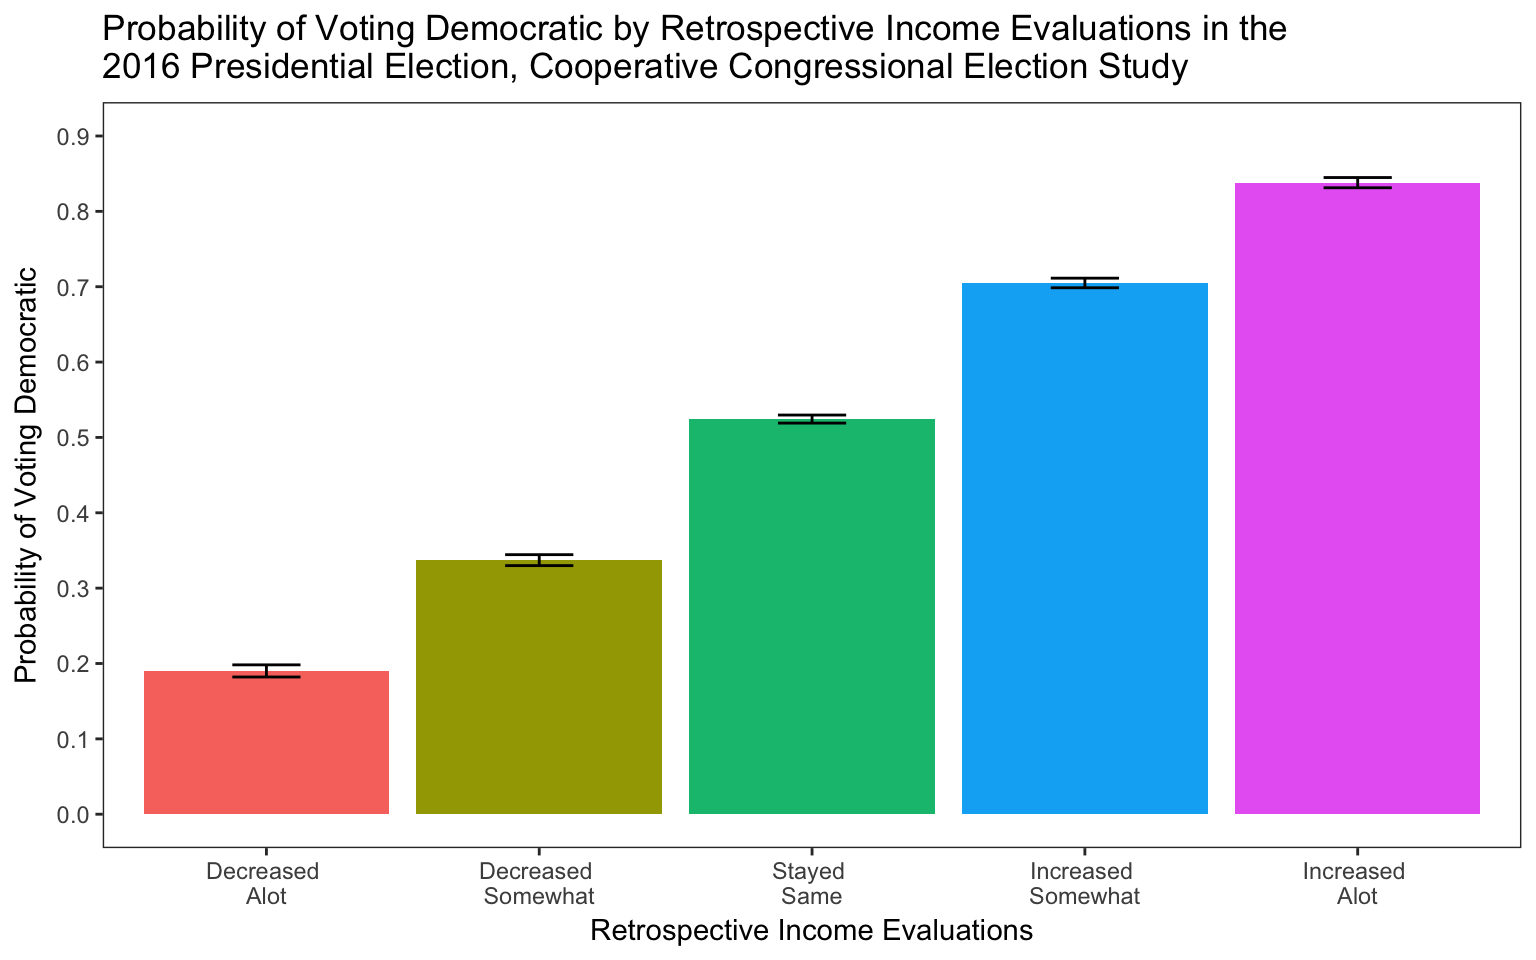 Probability of Voting Democratic by Retrospective Income Evaluations in the
2016 Presidential Election, Cooperative Congressional Election Study
Probability of Voting Democratic
0.9
0.8
0.7
0.6
0.5
0.4
0.3
0.2
0.1
0.0
Decreased
Alot
Decreased
Somewhat
Stayed
Same
Increased
Somewhat
Increased
Alot
Retrospective Income Evaluations